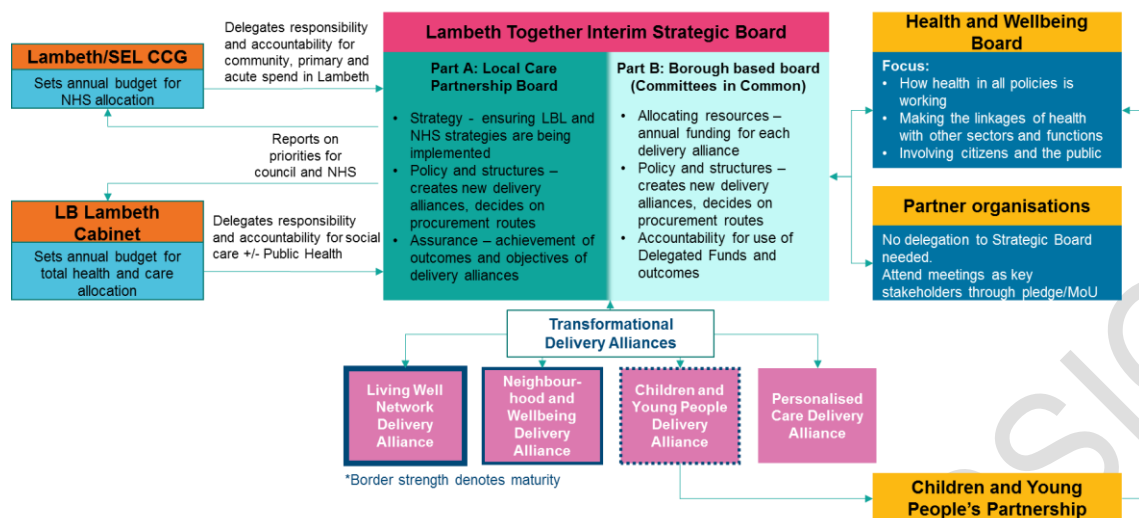 Lambeth/SEL CCG
Sets annual budget for
NHS allocation
Delegates responsibility
and accountability for
community, primary and
acute spend in Lambeth
Reports on
priorities for
council and NHS
LB Lambeth
Cabinet
Sets annual budget for
total health and care
allocation
Delegates responsibility
and accountability for social
care +/- Public Health
Lambeth Together Interim Strategic Board
Part A: Local Care
Partnership Board
• Strategy - ensuring LBL and
NHS strategies are being
implemented
• Policy and structures –
creates new delivery
alliances, decides on
procurement routes
• Assurance – achievement of
outcomes and objectives of
delivery alliances
Part B: Borough based board
(Committees in Common)
• Allocating resources –
annual funding for each
delivery alliance
• Policy and structures –
creates new delivery
alliances, decides on
procurement routes
• Accountability for use of
Delegated Funds and
outcomes
Health and Wellbeing
Board
Focus:
• How health in all policies is
working
• Making the linkages of health
with other sectors and functions
• Involving citizens and the public
Partner organisations
No delegation to Strategic Board
needed.
Attend meetings as key
stakeholders through pledge/MoU
Transformational
Delivery Alliances
Living Well
Network
Delivery
Alliance
Neighbour-
hood and
Wellbeing
Delivery
Alliance
Children and
Young People
Delivery
Alliance
Personalised
Care Delivery
Alliance
*Border strength denotes maturity
Children and Young
People's Partnership